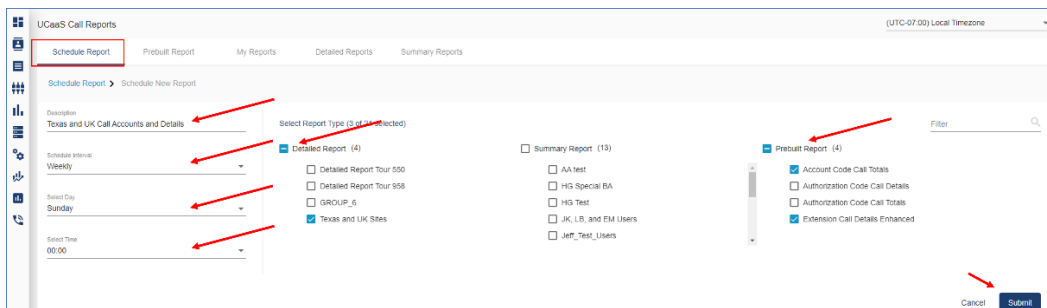 UCaaS Call Reports
(UTC-07:00) Local Timezone
Schedule Report Prebuilt Report My Reports Detailed Reports Summary Reports
Schedule Report > Schedule New Report
Description
Texas and UK Call Accounts and Details
Schedule Interval
Weekly
Select Day
Sunday
Select Time
00:00
Select Report Type (3 of 21 selected)
Filter
Detailed Report (4)
Detailed Report Tour 550
Detailed Report Tour 958
GROUP_6
Texas and UK Sites
Summary Report (13)
AA test
HG Special BA
HG Test
JK, LB, and EM Users
Jeff_Test_Users
Prebuilt Report (4)
Account Code Call Totals
Authorization Code Call Details
Authorization Code Call Totals
Extension Call Details Enhanced
Cancel Submit